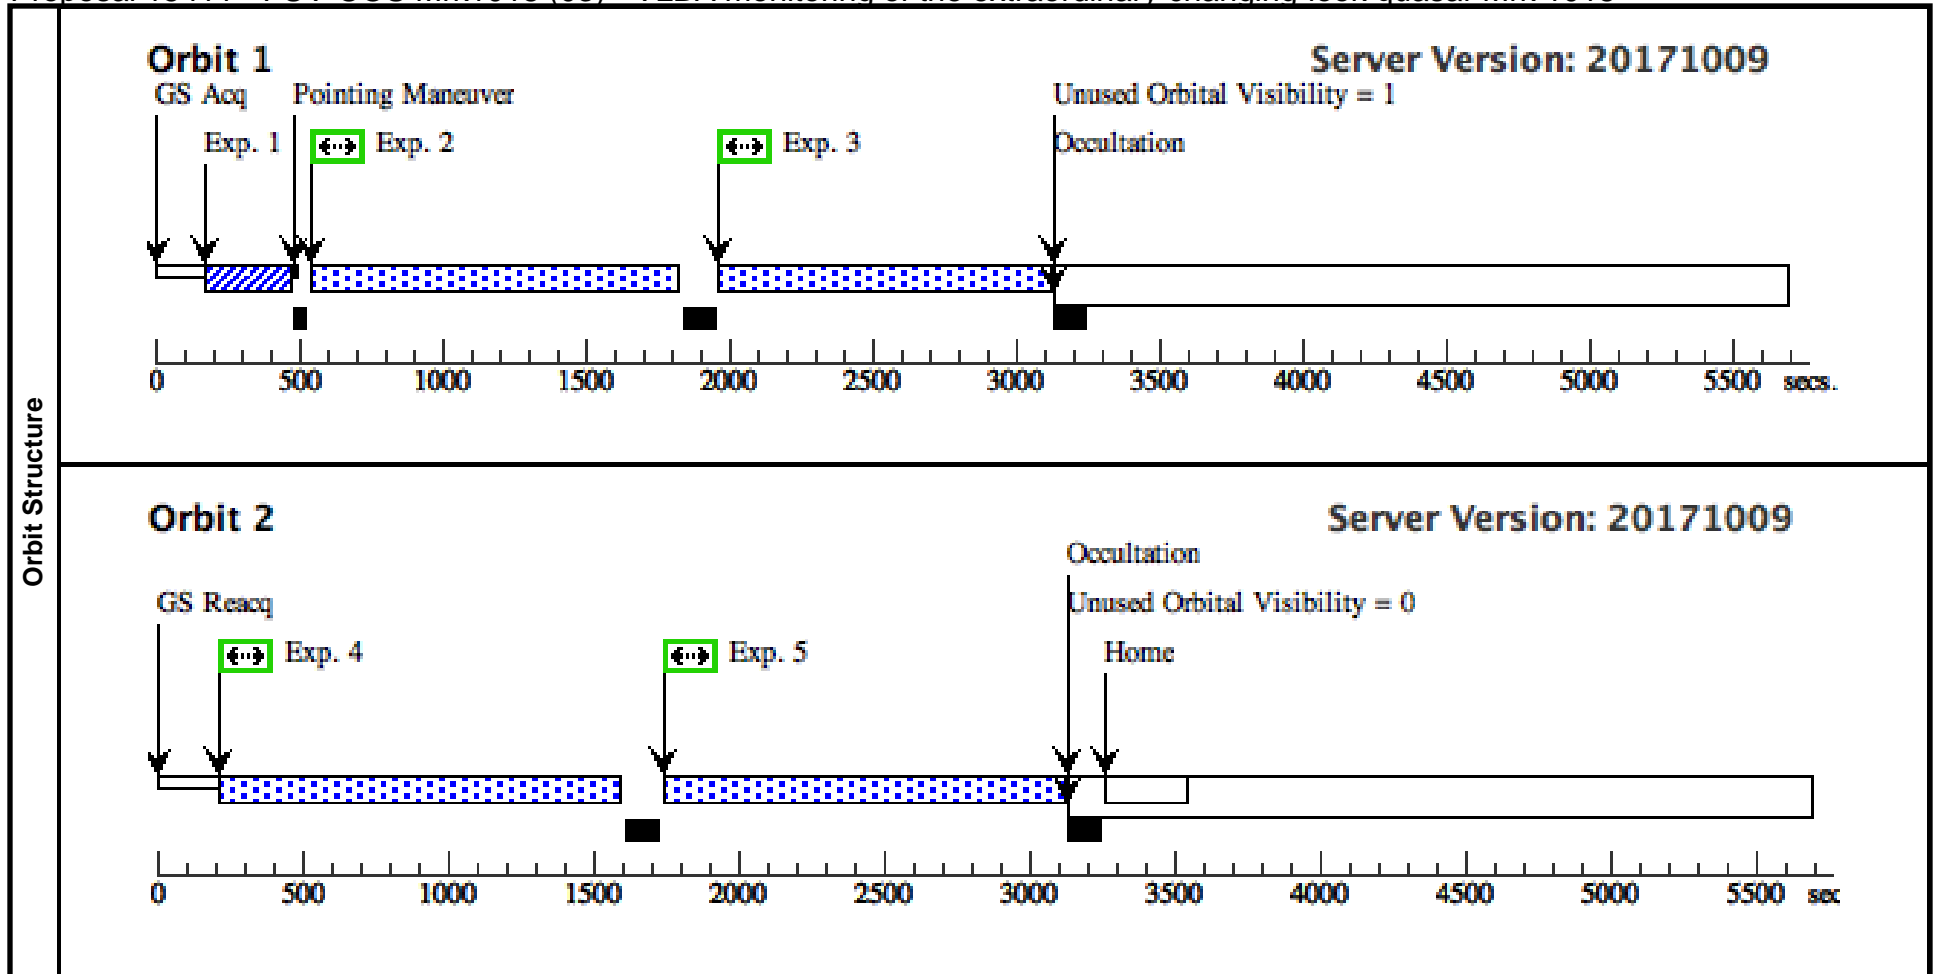 Orbit 1
Server Version: 20171009
GS Acq Pointing Maneuver Unused Orbital Visibility = 1
Exp. 1 Exp. 2 Exp. 3 Occultation
0 500 1000 1500 2000 2500 3000 3500 4000 4500 5000 5500 secs.
Orbit Structure
Orbit 2
Server Version: 20171009
Occultation
GS Reacq Unused Orbital Visibility = 0
Exp. 4 Exp. 5 Home
0 500 1000 1500 2000 2500 3000 3500 4000 4500 5000 5500 sec